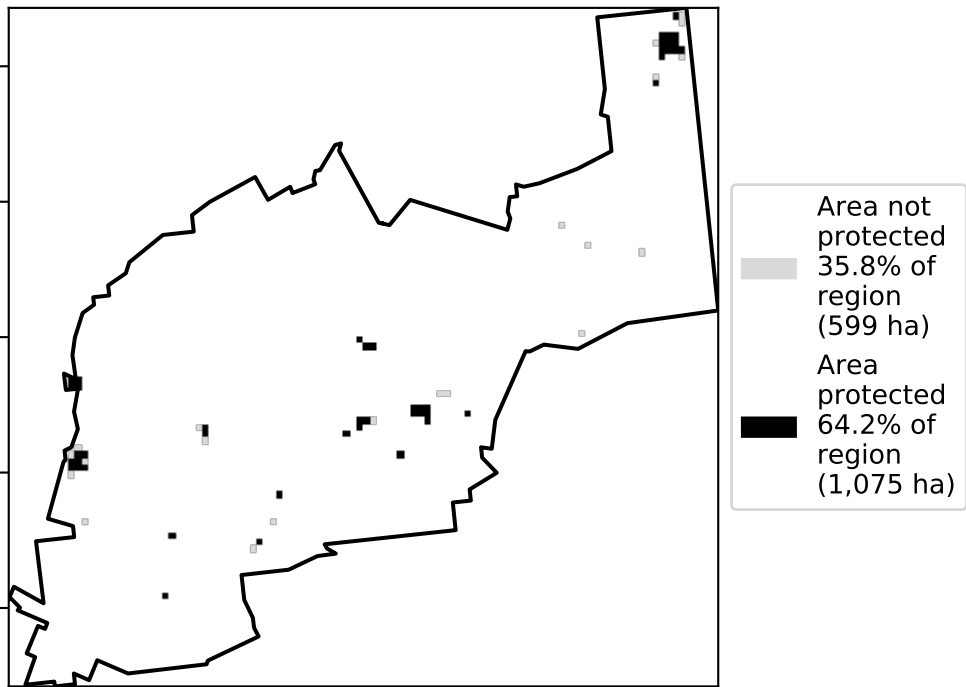 Area not
protected
35.8% of
region
(599 ha)
Area
protected
64.2% of
region
(1,075 ha)